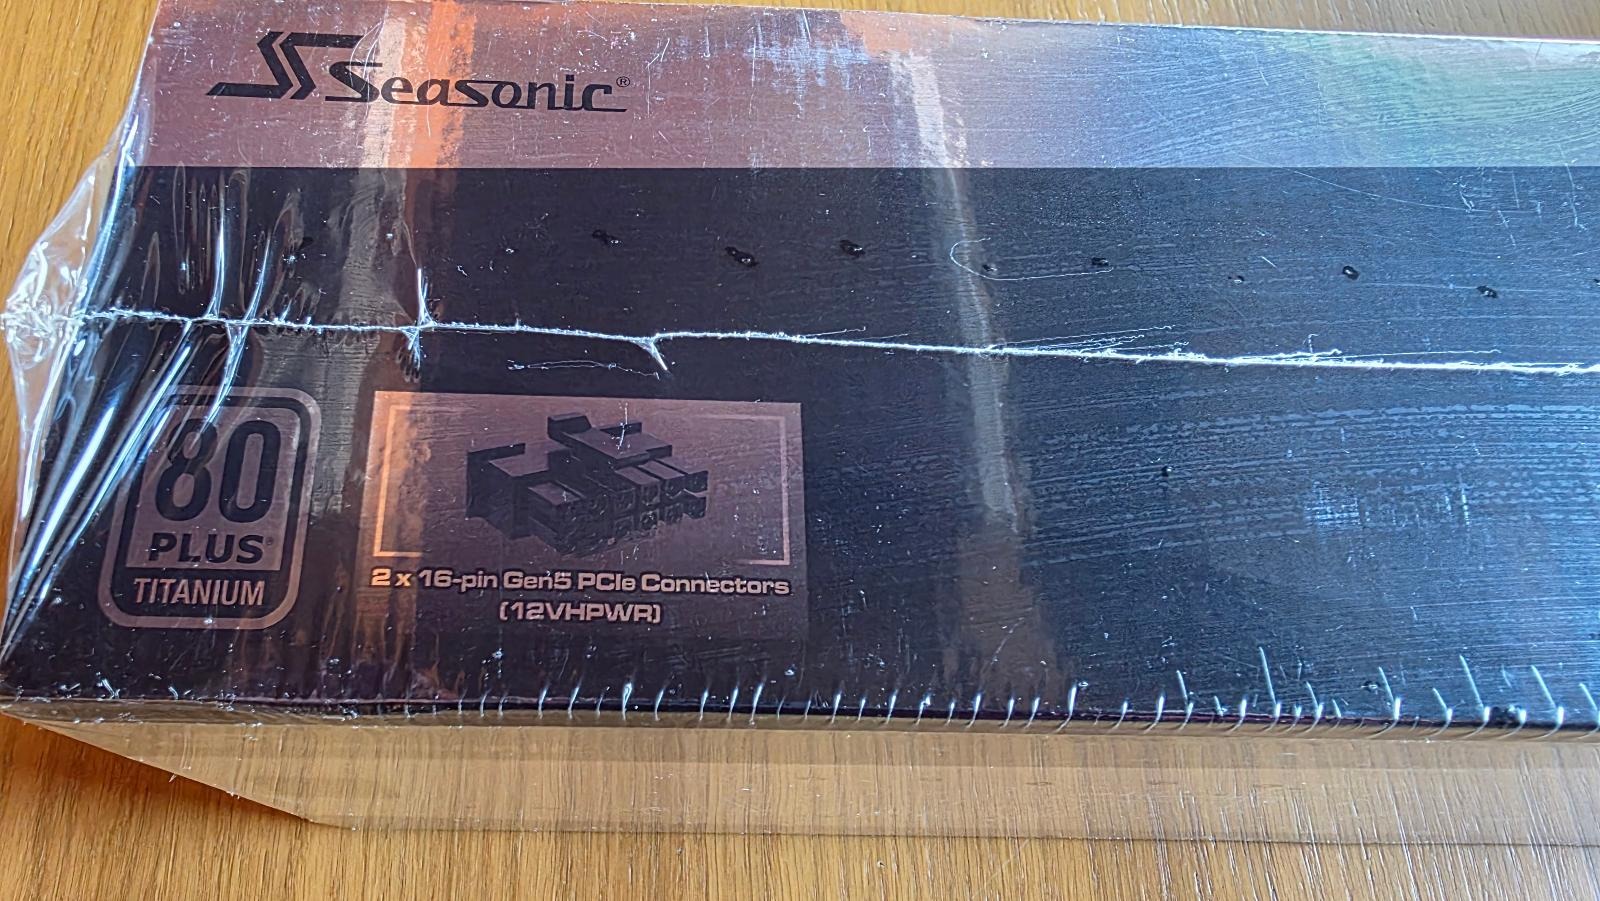 Seasonic®
80
PLUS®
TITANIUM
2 x 16-pin Gen5 PCIe Connectors
(12VHPWR)